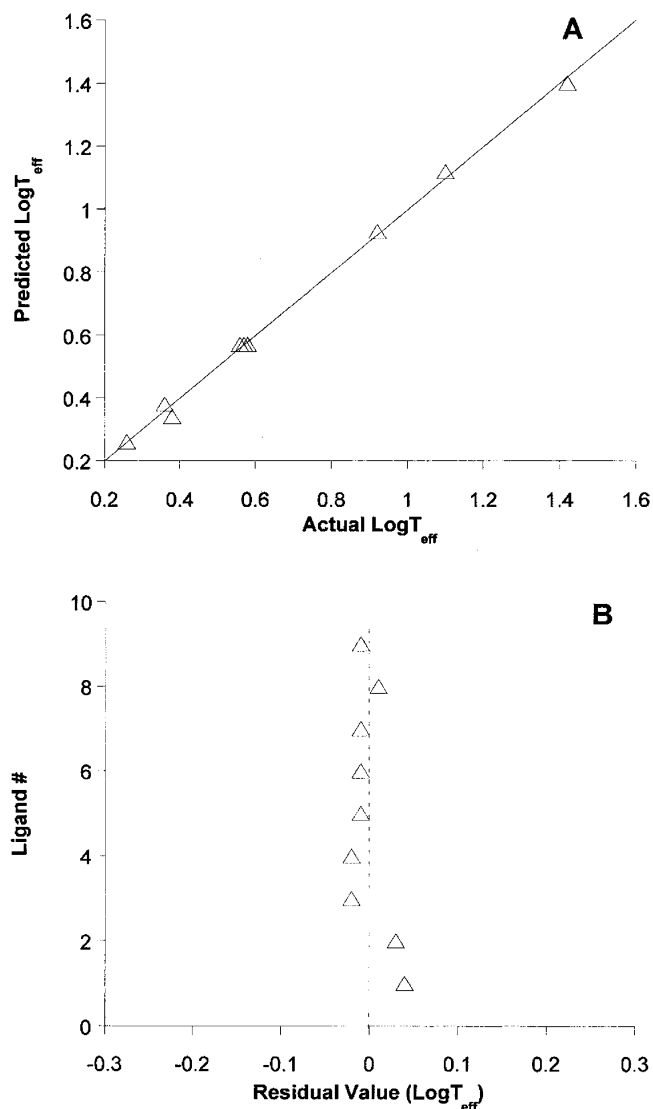 A
1.6
1.4
1.2
1
0.8
0.6
0.4
0.2
Predicted LogTeff
0.2 0.4 0.6 0.8 1 1.2 1.4 1.6
Actual LogTeff
B
10
8
6
4
2
0
Ligand #
-0.3 -0.2 -0.1 0 0.1 0.2 0.3
Residual Value (LogTeff)